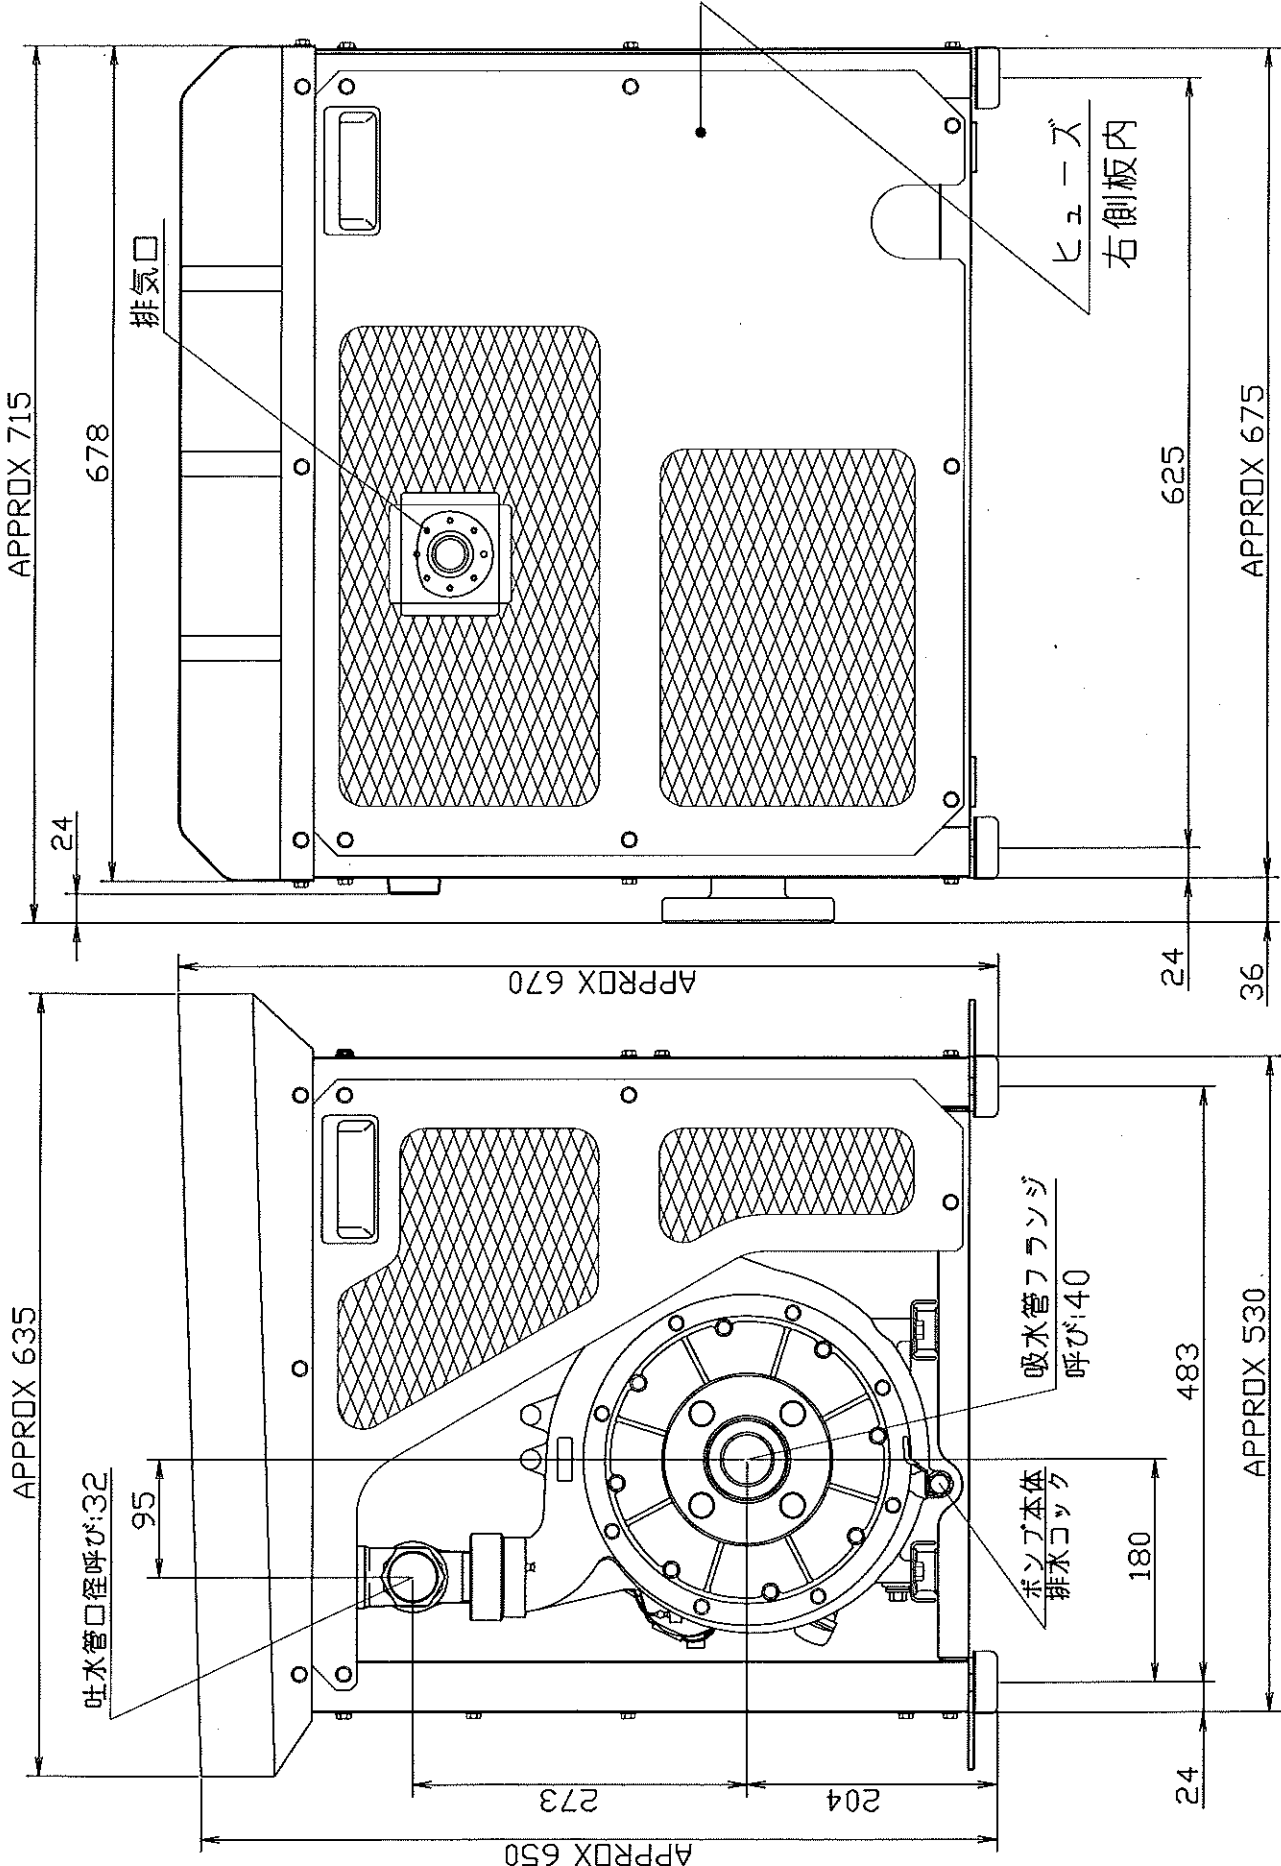 APPROX 635
吐水管口径呼び:32
95
APPROX 650
273
204
吸水管フランジ
呼び:40
ポンプ本体
排水コック
180
483
24
APPROX 530
APPROX 715
678
24
排気口
APPROX 670
ヒューズ
右側板内
625
24
APPROX 675
36